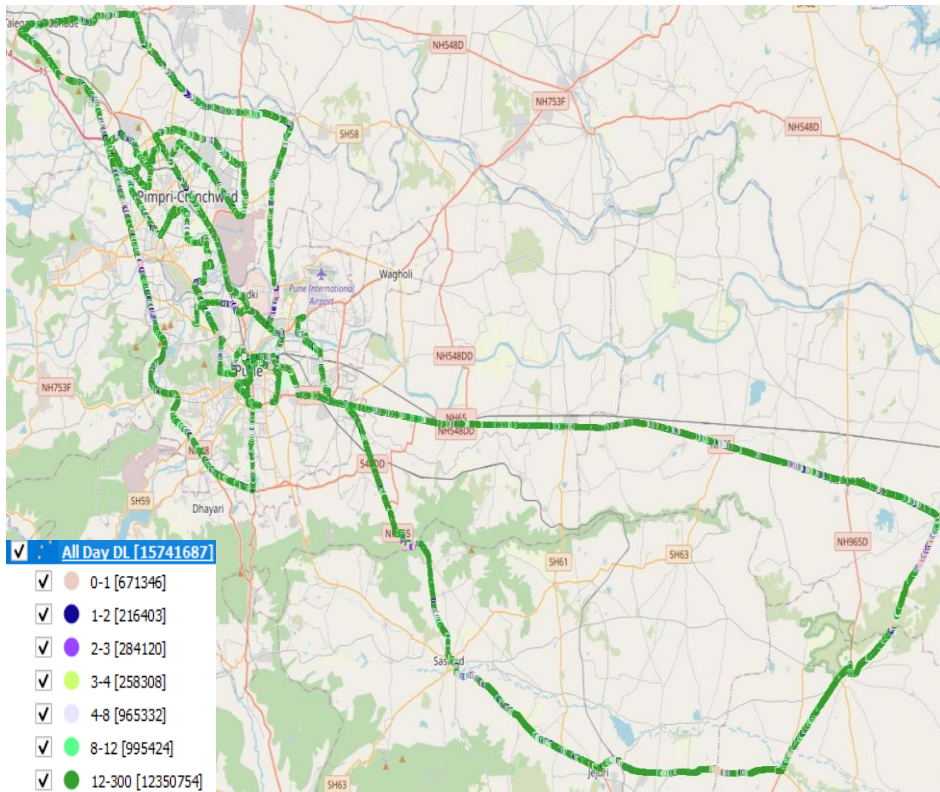 NH548D
NH753F
NH548D
SH58
Pimpri-Chinchwad
Wagholi
Pune International
Airport
NH548DD
NH753F
Pune
NH65
NH548DD
SH59
Dhayari
NH965D
SH61
SH63
Jejuri
SH63
All Day DL [15741687]
0-1 [671346]
1-2 [216403]
2-3 [284120]
3-4 [258308]
4-8 [965332]
8-12 [995424]
12-300 [12350754]